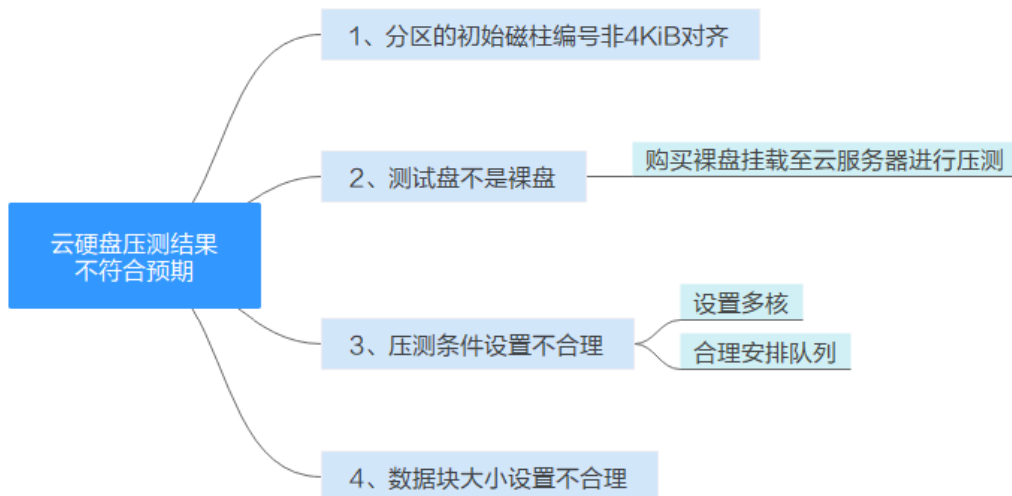 云硬盘压测结果
不符合预期
1、分区的初始磁柱编号非4KiB对齐
2、测试盘不是裸盘
购买裸盘挂载至云服务器进行压测
3、压测条件设置不合理
设置多核
合理安排队列
4、数据块大小设置不合理